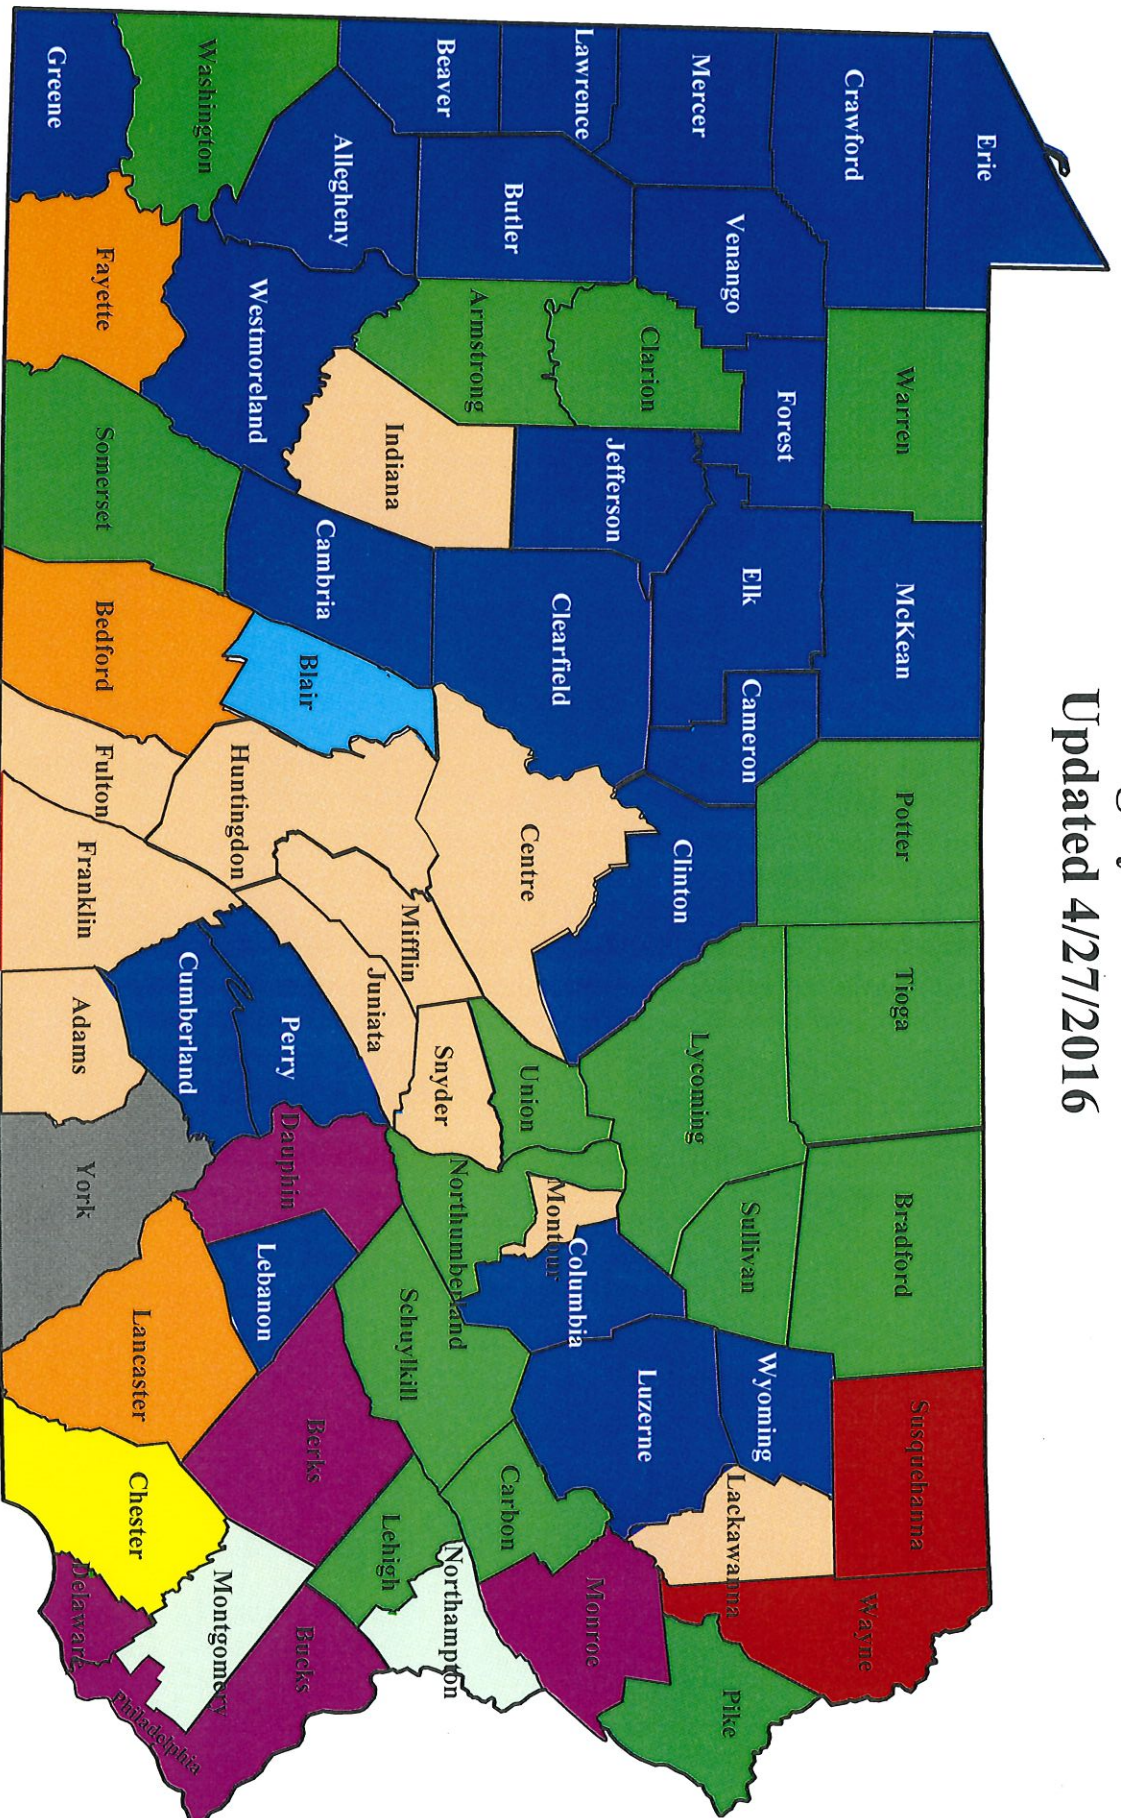 Updated 4/27/2016
Erie
Crawford
Warren
McKean
Potter
Tioga
Bradford
Susquehanna
Wayne
Mercer
Venango
Forest
Elk
Cameron
Clinton
Lycoming
Sullivan
Wyoming
Lackawanna
Pike
Lawrence
Butler
Clarion
Jefferson
Clearfield
Centre
Union
Montour
Columbia
Luzerne
Monroe
Beaver
Armstrong
Indiana
Mifflin
Snyder
Northumberland
Schuylkill
Carbon
Northampton
Allegheny
Westmoreland
Cambria
Blair
Huntingdon
Juniata
Perry
Dauphin
Lebanon
Berks
Lehigh
Bucks
Washington
Cumberland
Montgomery
Greene
Fayette
Somerset
Bedford
Fulton
Franklin
Adams
York
Lancaster
Chester
Delaware
Philadelphia